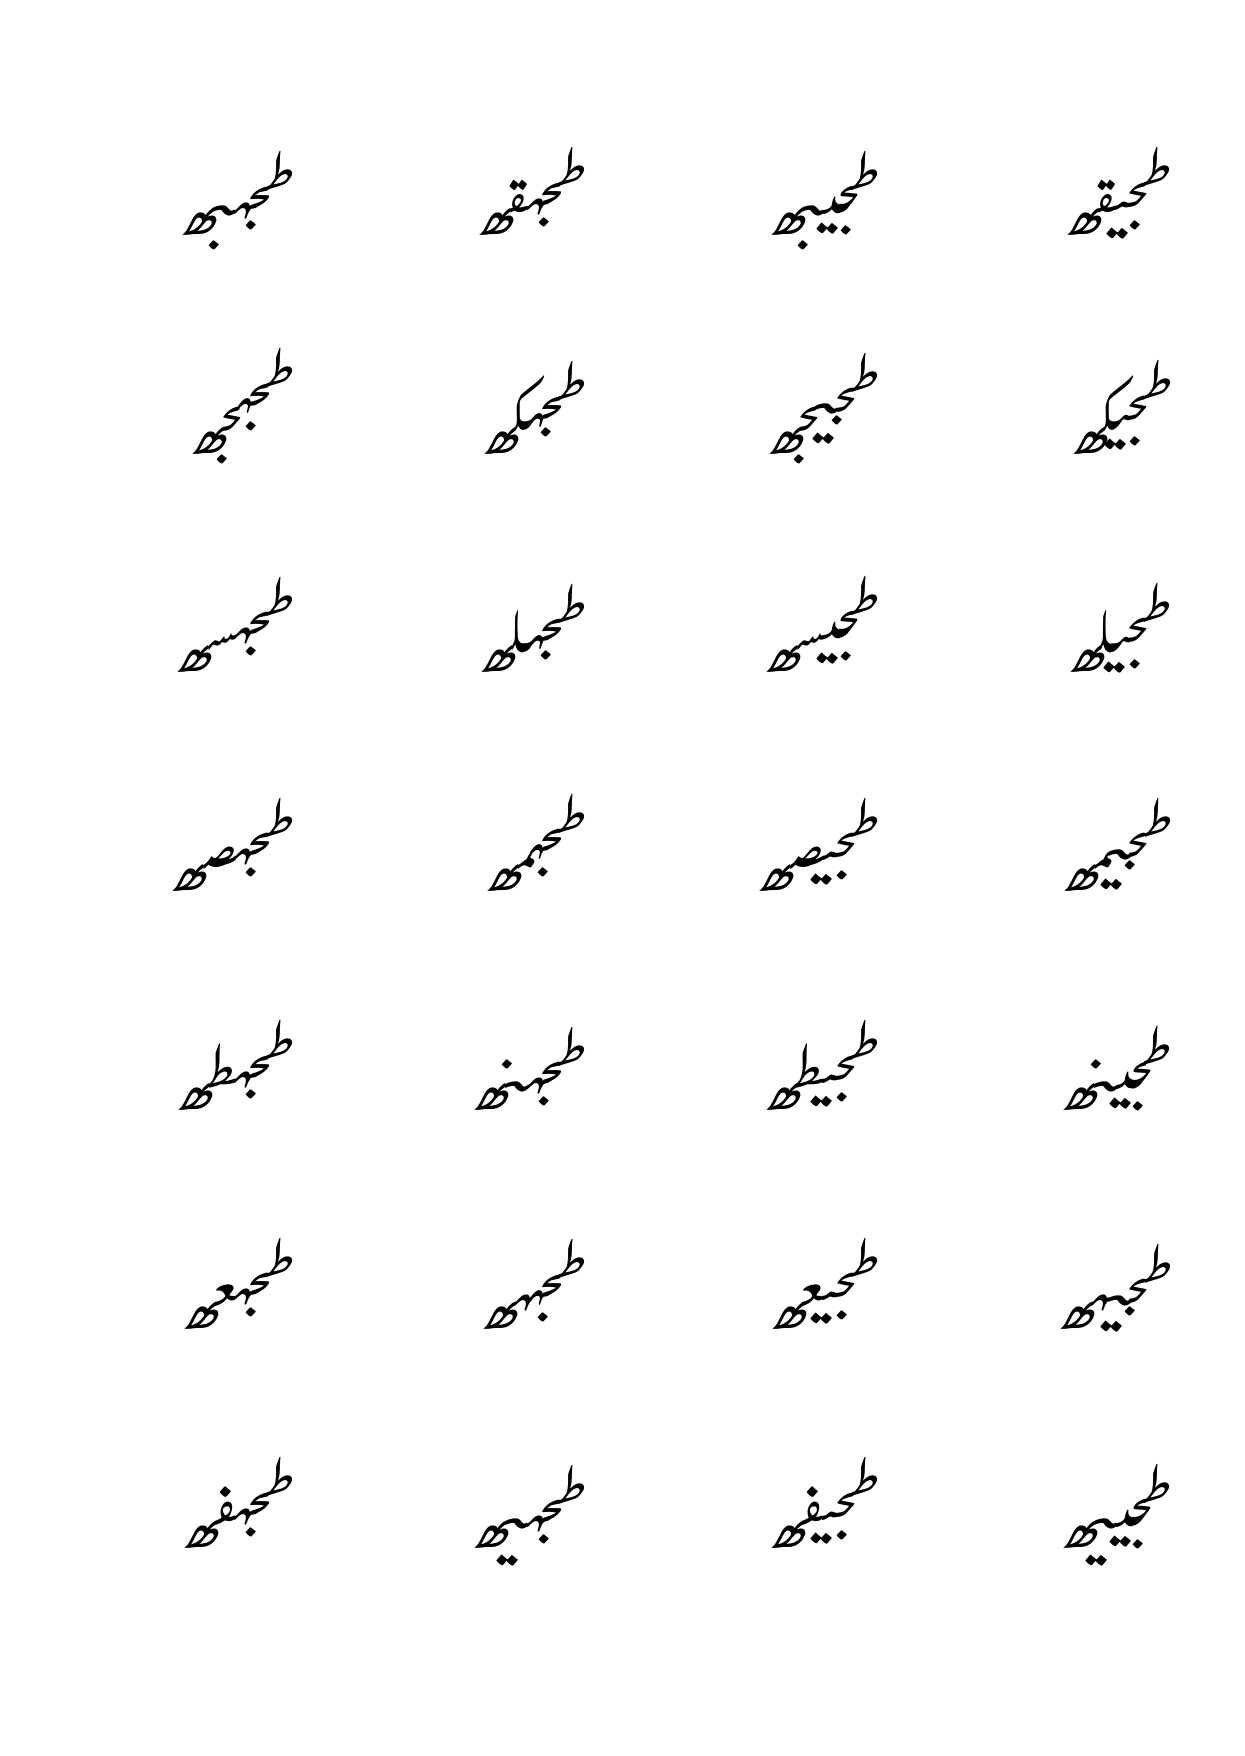 طجیقھ طجیبھ طجہقھ طجہبھ
طجیکھ طجیجھ طجہکھ طجہجھ
طجیلھ طجیسھ طجہلھ طجہسھ
طجیمھ طجیصھ طجہمھ طجہصھ
طجینھ طجیطھ طجہنھ طجہطھ
طجیہھ طجیعھ طجہہھ طجہعھ
طجییھ طجیفھ طجہیھ طجہفھ